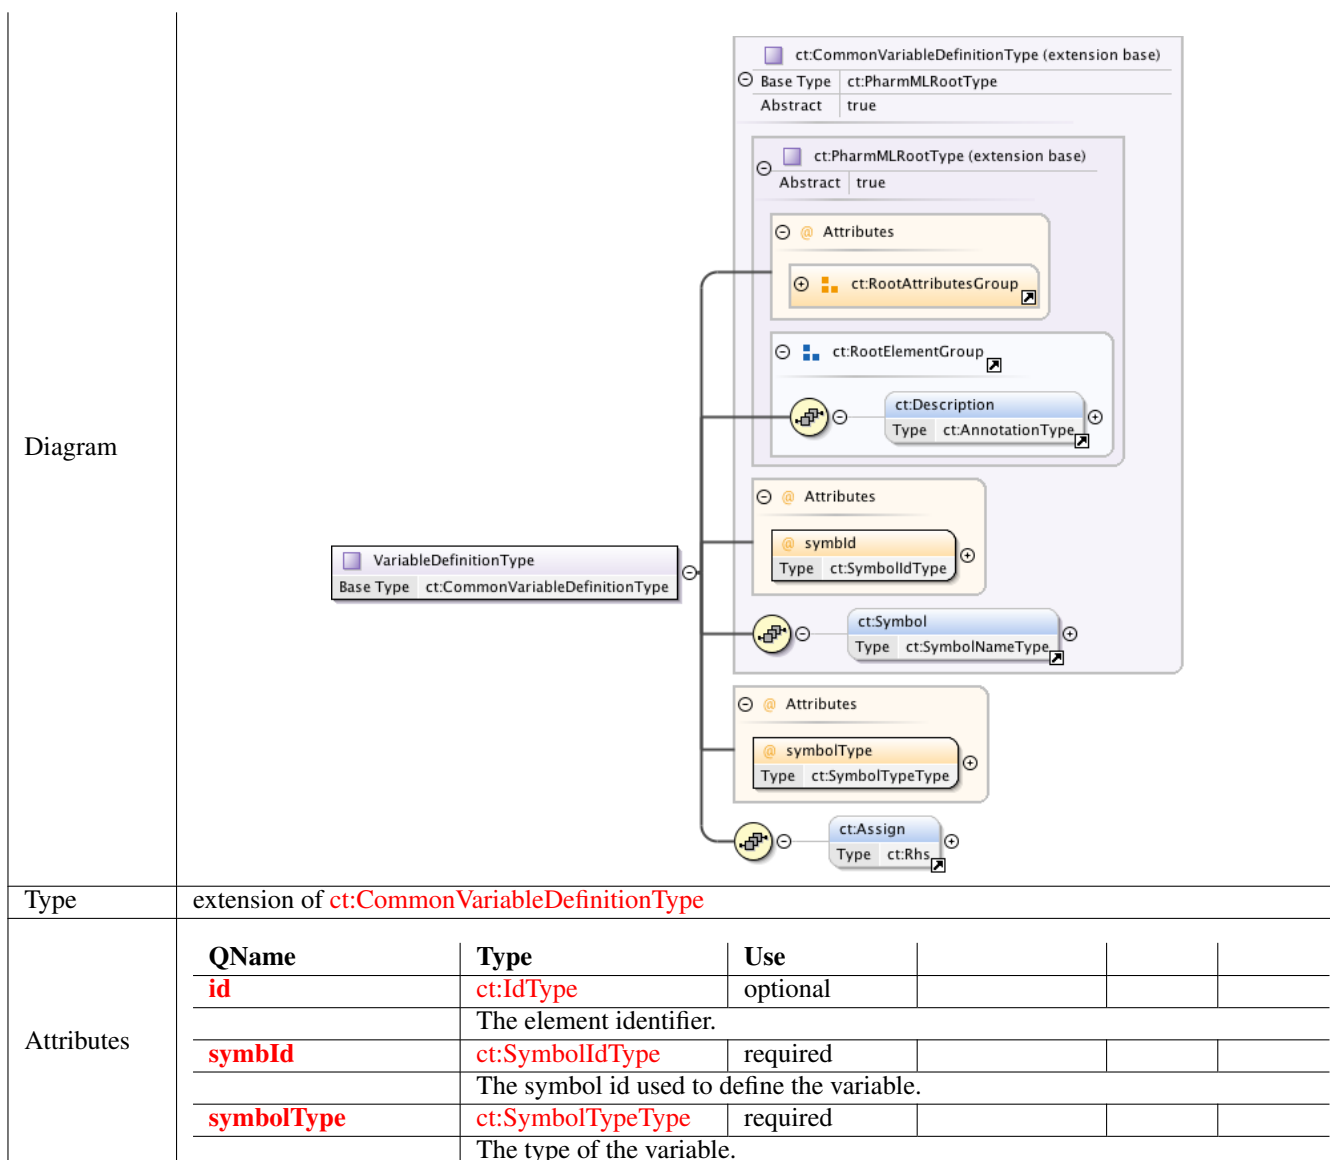 ct:CommonVariableDefinitionType (extension base)
Base Type ct:PharmMLRootType
Abstract true
ct:PharmMLRootType (extension base)
Abstract true
@ Attributes
ct:RootAttributesGroup
ct:RootElementGroup
ct:Description
Type ct:AnnotationType
Diagram
@ Attributes
@ symbId
Type ct:SymbolIdType
VariableDefinitionType
Base Type ct:CommonVariableDefinitionType
ct:Symbol
Type ct:SymbolNameType
@ Attributes
@ symbolType
Type ct:SymbolTypeType
ct:Assign
Type ct:Rhs
Type extension of ct:CommonVariableDefinitionType
Attributes
QName Type Use
id ct:IdType optional
The element identifier.
symbId ct:SymbolIdType required
The symbol id used to define the variable.
symbolType ct:SymbolTypeType required
The type of the variable.